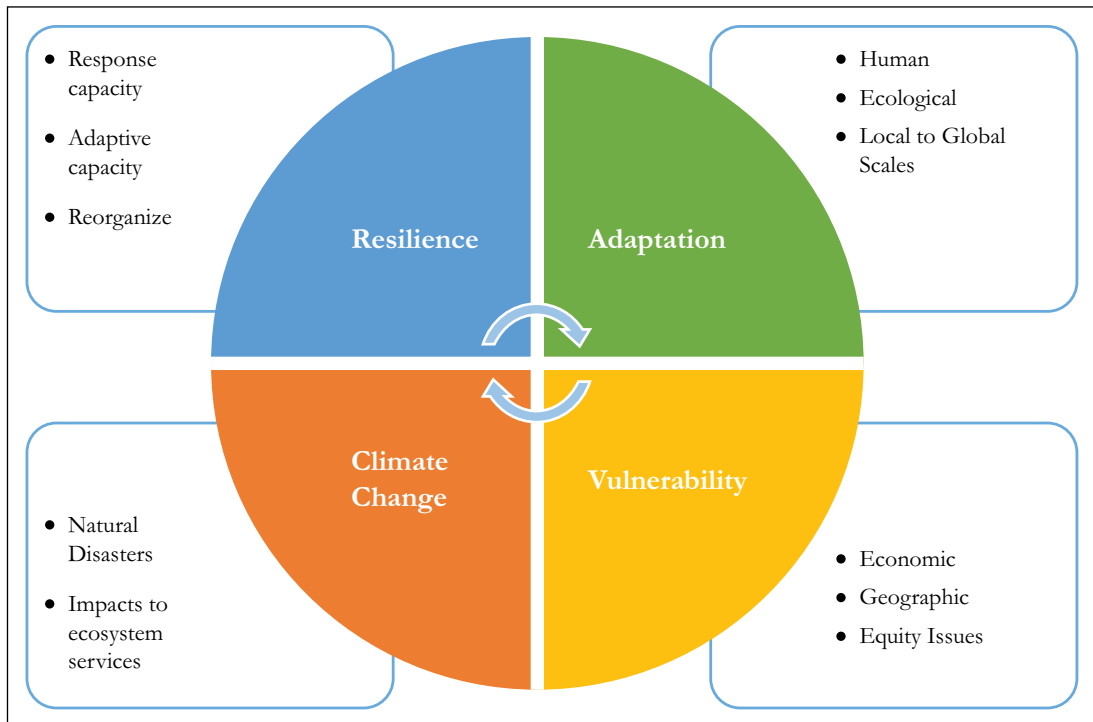 Response
capacity
Adaptive
capacity
Reorganize
Resilience
Adaptation
Human
Ecological
Local to Global
Scales
Climate
Change
Vulnerability
Natural
Disasters
Impacts to
ecosystem
services
Economic
Geographic
Equity Issues